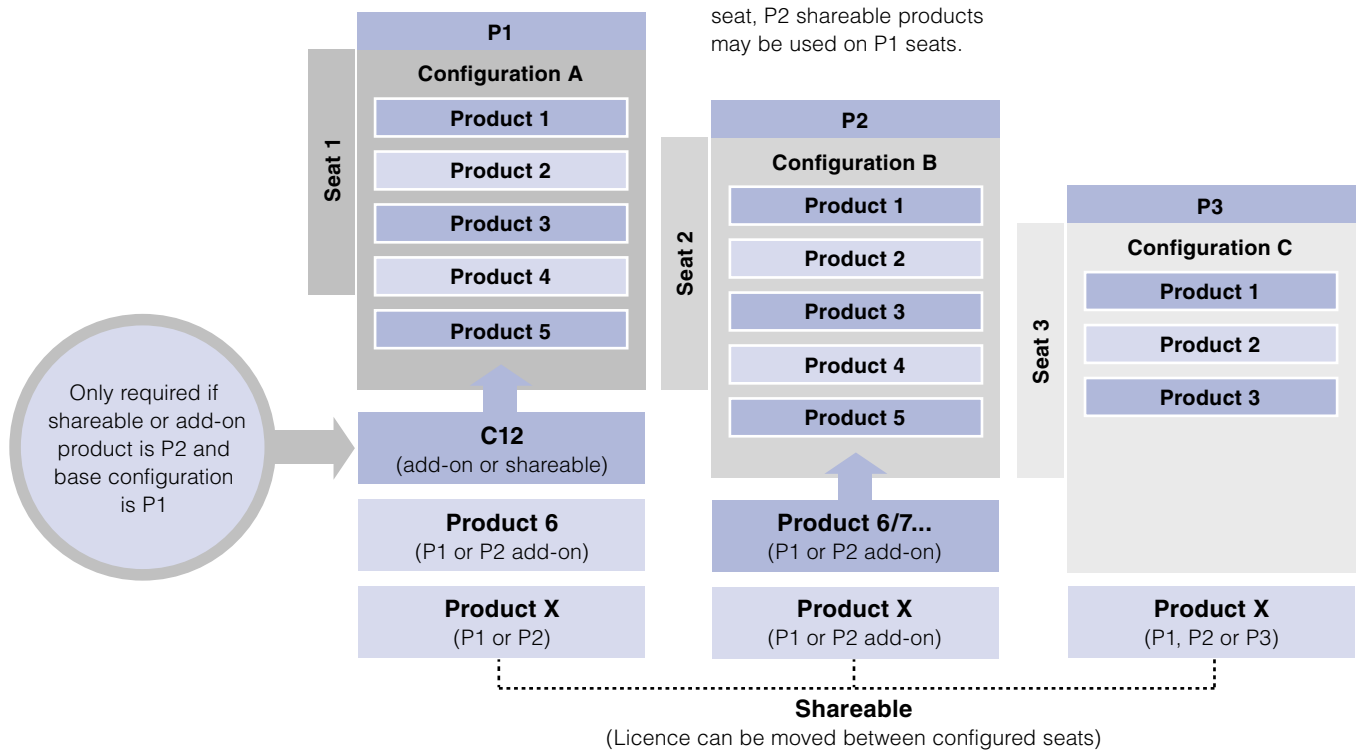 seat, P2 shareable products
may be used on P1 seats.
P1
Seat 1
Configuration A
Product 1
Product 2
Product 3
Product 4
Product 5
Only required if
shareable or add-on
product is P2 and
base configuration
is P1
C12
(add-on or shareable)
Product 6
(P1 or P2 add-on)
Product X
(P1 or P2)
P2
Seat 2
Configuration B
Product 1
Product 2
Product 3
Product 4
Product 5
Product 6/7...
(P1 or P2 add-on)
Product X
(P1 or P2 add-on)
P3
Seat 3
Configuration C
Product 1
Product 2
Product 3
Product X
(P1, P2 or P3)
Shareable
(Licence can be moved between configured seats)